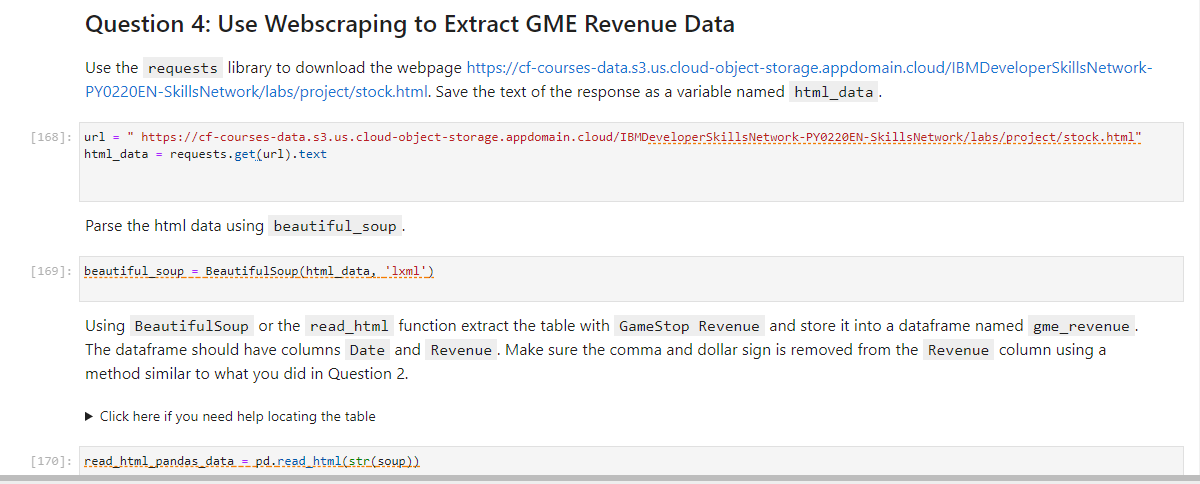 Question 4: Use Webscraping to Extract GME Revenue Data
Use the requests library to download the webpage https://cf-courses-data.s3.us.cloud-object-storage.appdomain.cloud/IBMDeveloperSkillsNetwork-
PY0220EN-SkillsNetwork/labs/project/stock.html. Save the text of the response as a variable named html_data.
[168]: url = " https://cf-courses-data.s3.us.cloud-object-storage.appdomain.cloud/IBMDeveloperSkillsNetwork-PY0220EN-SkillsNetwork/labs/project/stock.html"
html_data = requests.get(url).text
Parse the html data using beautiful_soup.
[169]: beautiful_soup = BeautifulSoup(html_data, 'lxml')
Using BeautifulSoup or the read_html function extract the table with GameStop Revenue and store it into a dataframe named gme_revenue.
The dataframe should have columns Date and Revenue. Make sure the comma and dollar sign is removed from the Revenue column using a
method similar to what you did in Question 2.
▶ Click here if you need help locating the table
[170]: read_html_pandas_data = pd.read_html(str(soup))